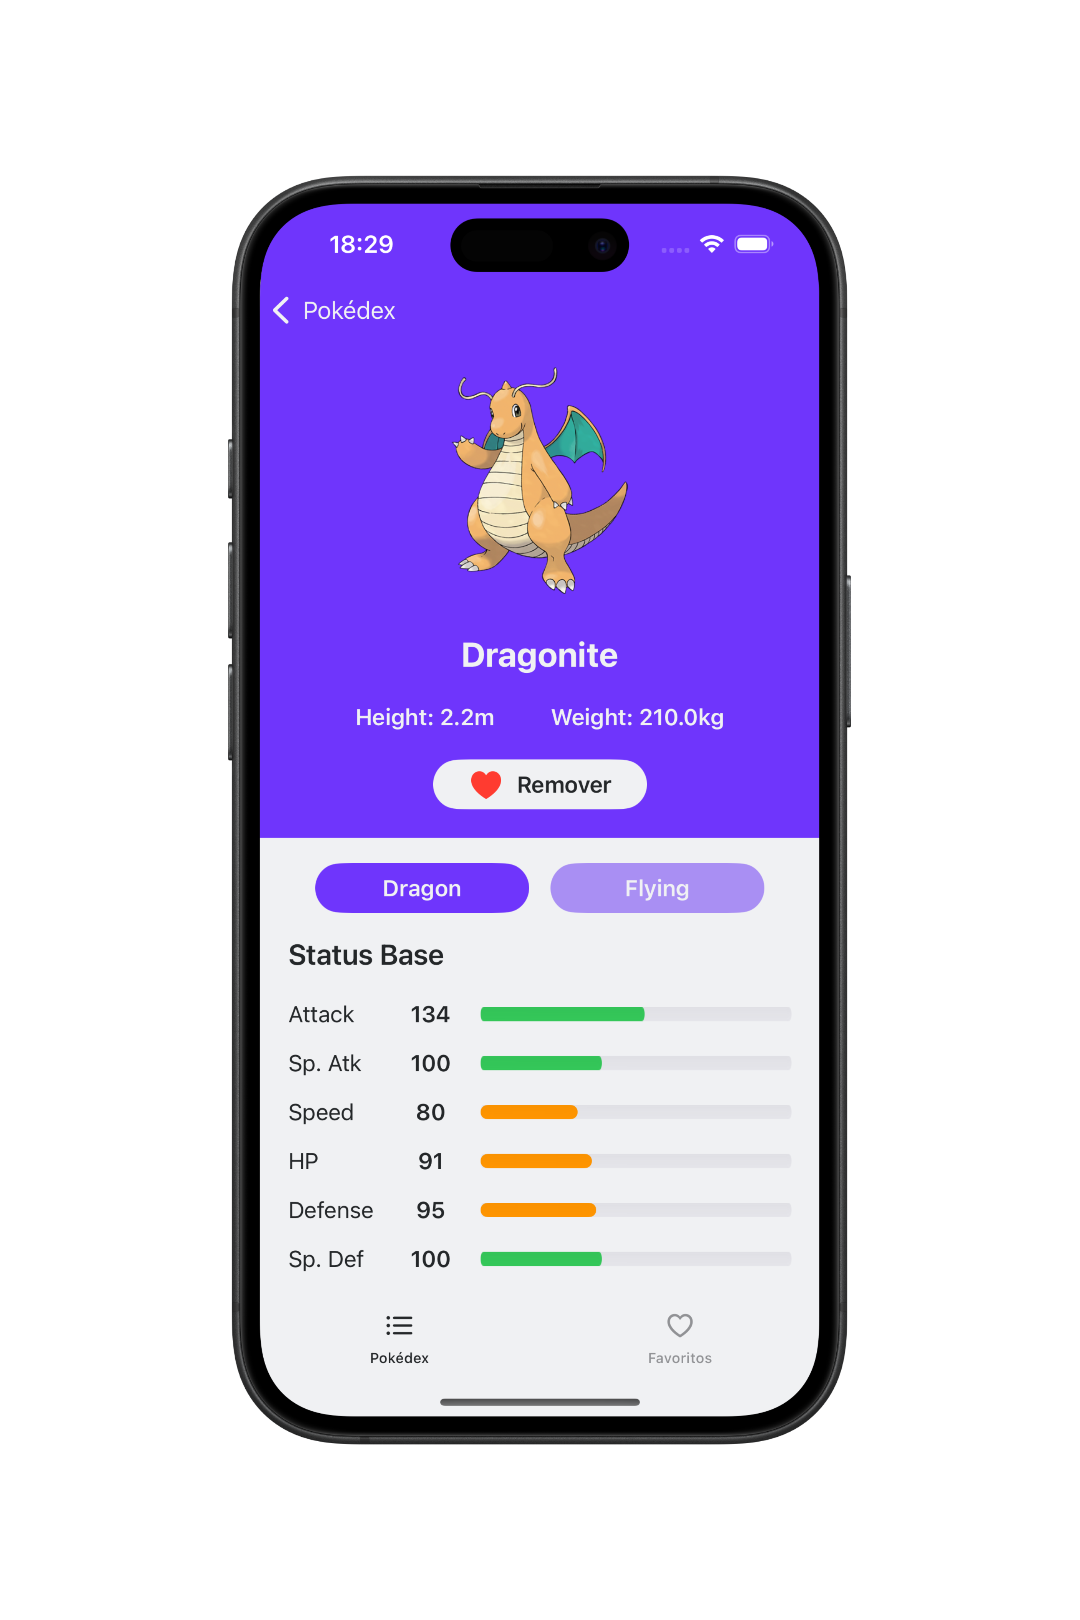 18:29
Pokédex
Dragonite
Height: 2.2m Weight: 210.0kg
Remover
Dragon Flying
Status Base
Attack 134
Sp. Atk 100
Speed 80
HP 91
Defense 95
Sp. Def 100
Pokédex Favoritos